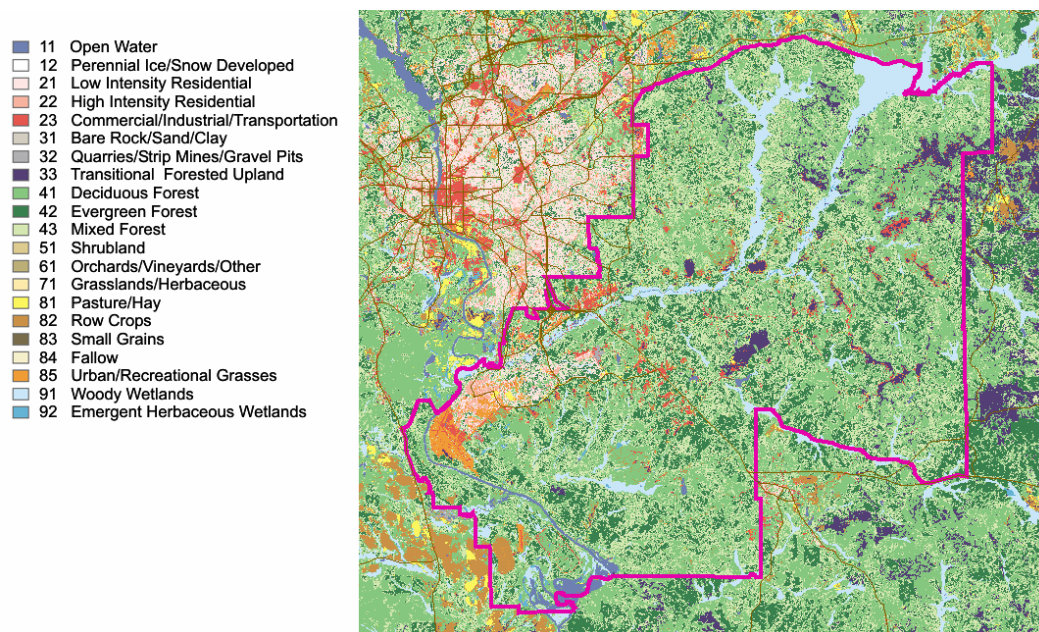 11 Open Water
12 Perennial Ice/Snow Developed
21 Low Intensity Residential
22 High Intensity Residential
23 Commercial/Industrial/Transportation
31 Bare Rock/Sand/Clay
32 Quarries/Strip Mines/Gravel Pits
33 Transitional Forested Upland
41 Deciduous Forest
42 Evergreen Forest
43 Mixed Forest
51 Shrubland
61 Orchards/Vineyards/Other
71 Grasslands/Herbaceous
81 Pasture/Hay
82 Row Crops
83 Small Grains
84 Fallow
85 Urban/Recreational Grasses
91 Woody Wetlands
92 Emergent Herbaceous Wetlands